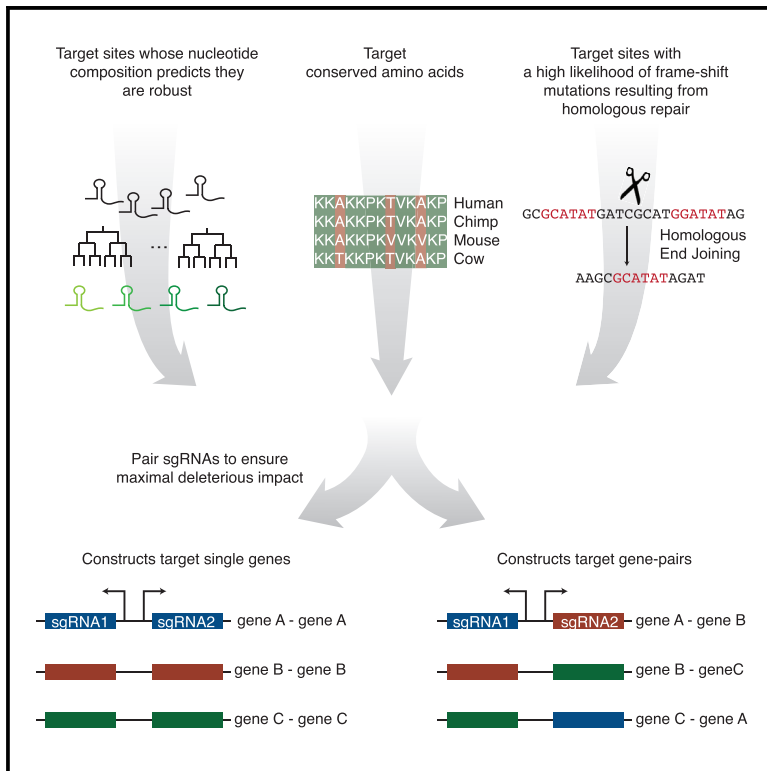 Target sites whose nucleotide
composition predicts they
are robust
Target
conserved amino acids
Target sites with
a high likelihood of frame-shift
mutations resulting from
homologous repair
...
KKAKKPKTVKAKP Human
KKAKKPKTVKAKP Chimp
KKAKKPKVVKVKP Mouse
KKTKKPKTVKAKP Cow
GCGCATATGATCGCATGGATATAG
Homologous
End Joining
AAGCGCATATAGAT
Pair sgRNAs to ensure
maximal deleterious impact
Constructs target single genes
sgRNA1 sgRNA2 gene A - gene A
gene B - gene B
gene C - gene C
Constructs target gene-pairs
sgRNA1 sgRNA2 gene A - gene B
gene B - geneC
gene C - gene A